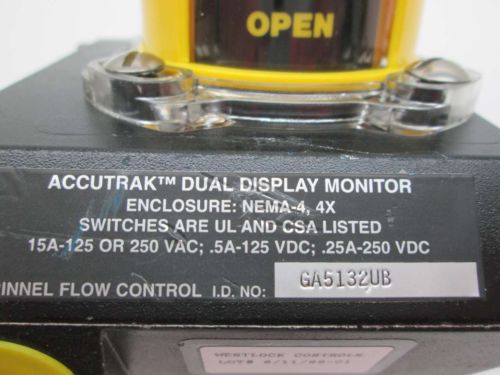 OPEN
ACCUTRAK™ DUAL DISPLAY MONITOR
ENCLOSURE: NEMA-4, 4X
SWITCHES ARE UL AND CSA LISTED
15A-125 OR 250 VAC; .5A-125 VDC; .25A-250 VDC
INNEL FLOW CONTROL I.D. NO: GA5132UB
WESTLOCK CONTROLS